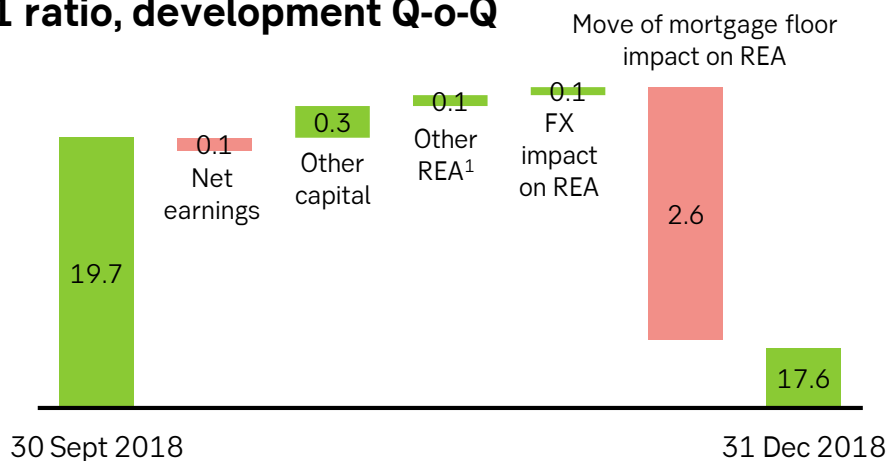 1 ratio, development Q-o-Q
Move of mortgage floor
impact on REA
19.7
0.1
Net
earnings
0.3
Other
capital
0.1
Other
REA¹
0.1
FX
impact
on REA
2.6
17.6
30 Sept 2018
31 Dec 2018